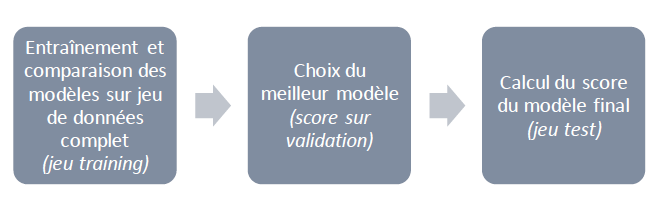 Entraînement et
comparaison des
modèles sur jeu
de données
complet
(jeu training)
Choix du
meilleur modèle
(score sur
validation)
Calcul du score
du modèle final
(jeu test)